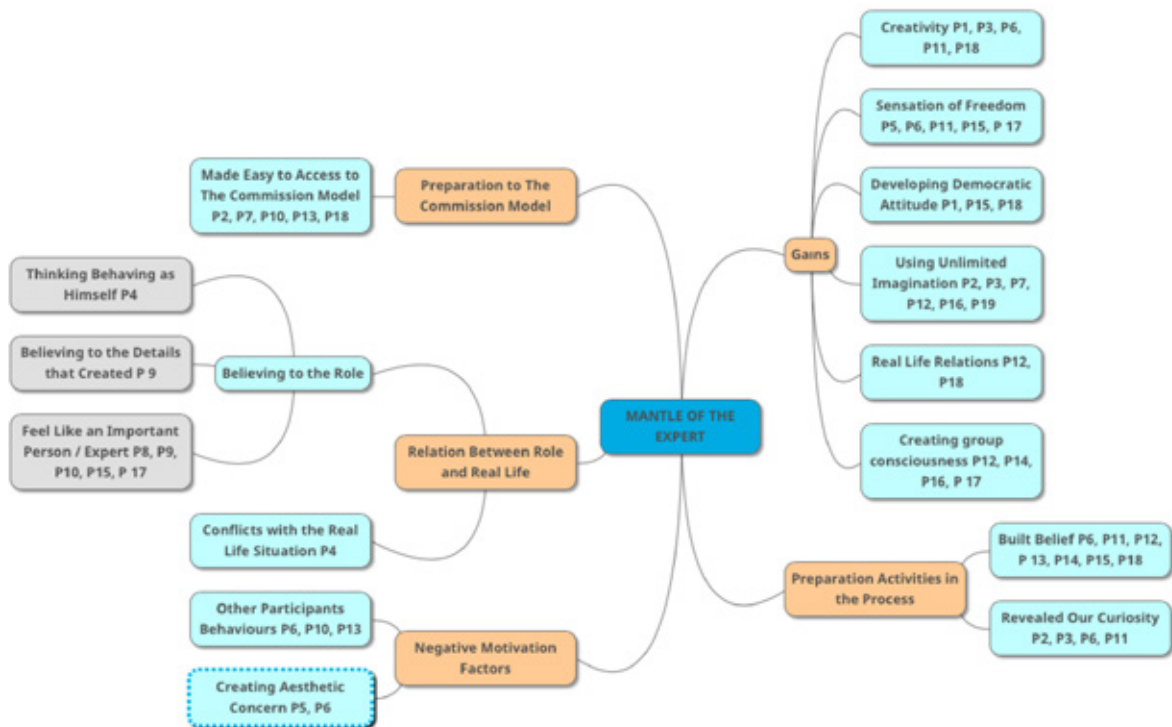 Creativity P1, P3, P6,
P11, P18
Sensation of Freedom
P5, P6, P11, P15, P 17
Developing Democratic
Attitude P1, P15, P18
Gains
Using Unlimited
Imagination P2, P3, P7,
P12, P16, P19
Real Life Relations P12,
P18
Creating group
consciousness P12, P14,
P16, P 17
Made Easy to Access to
The Commission Model
P2, P7, P10, P13, P18
Preparation to The
Commission Model
Thinking Behaving as
Himself P4
Believing to the Details
that Created P 9
Feel Like an Important
Person / Expert P8, P9,
P10, P15, P 17
Believing to the Role
Relation Between Role
and Real Life
Conflicts with the Real
Life Situation P4
MANTLE OF THE
EXPERT
Other Participants
Behaviours P6, P10, P13
Creating Aesthetic
Concern P5, P6
Negative Motivation
Factors
Preparation Activities in
the Process
Built Belief P6, P11, P12,
P 13, P14, P15, P18
Revealed Our Curiosity
P2, P3, P6, P11